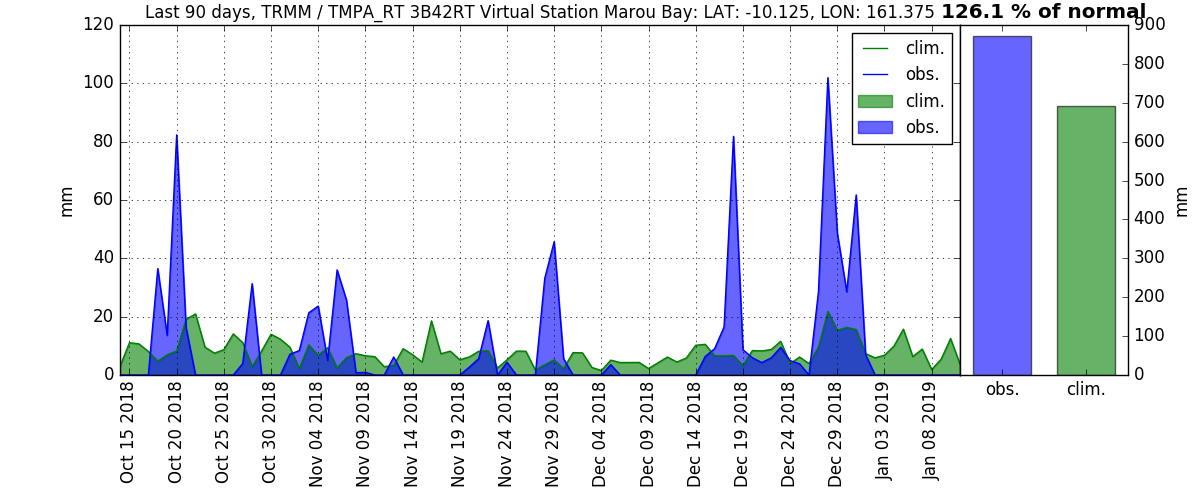 Last 90 days, TRMM / TMPA_RT 3B42RT Virtual Station Marou Bay: LAT: -10.125, LON: 161.375 126.1 % of normal
120
100
80
60
40
20
0
mm
clim.
obs.
clim.
obs.
900
800
700
600
500
400
300
200
100
0
mm
Oct 15 2018
Oct 20 2018
Oct 25 2018
Oct 30 2018
Nov 04 2018
Nov 09 2018
Nov 14 2018
Nov 19 2018
Nov 24 2018
Nov 29 2018
Dec 04 2018
Dec 09 2018
Dec 14 2018
Dec 19 2018
Dec 24 2018
Dec 29 2018
Jan 03 2019
Jan 08 2019
obs.
clim.